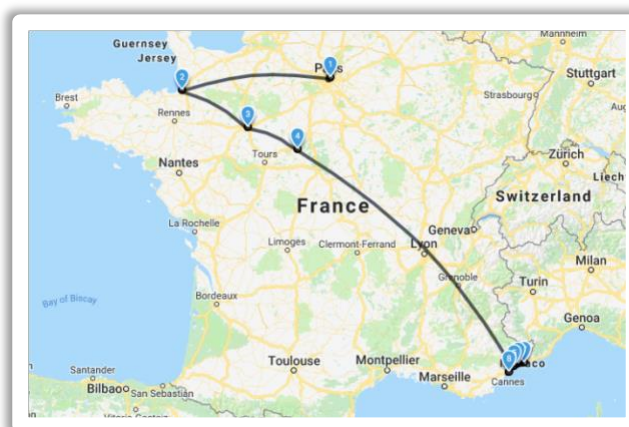 Guernsey
Jersey
Mannheim
Stuttgart
Strasbourg
Brest
Rennes
Nantes
Tours
Zürich
Liech
Switzerland
France
Geneva
La Rochelle
Limoges
Clermont-Ferrand
Lyon
Milan
Grenoble
Turin
Bay of Biscay
Bordeaux
Genoa
Toulouse
Montpellier
Marseille
Cannes
Santander
Bilbao
San Sebastián
1
2
3
4